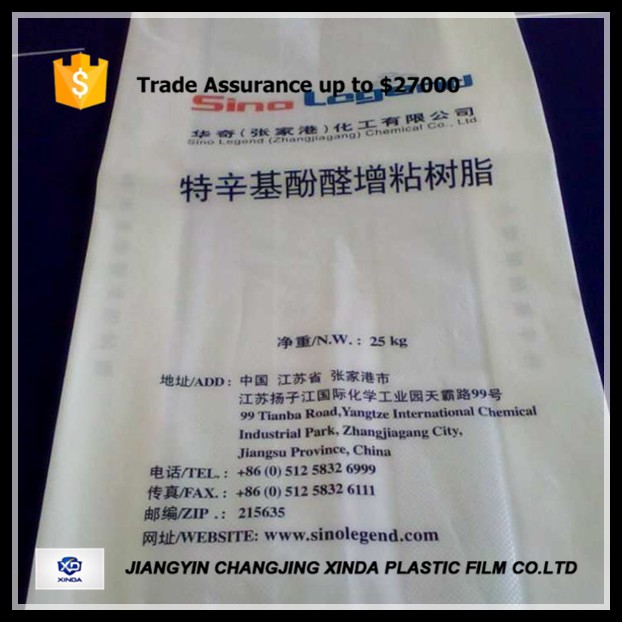 Trade Assurance up to $27000
Sino Legend
华奇(张家港)化工有限公司
Sino Legend (Zhangjiagang) Chemical Co., Ltd.
特辛基酚醛增粘树脂
净重/N.W.: 25 kg
地址/ADD: 中国 江苏省 张家港市
江苏扬子江国际化学工业园天霸路99号
99 Tianba Road,Yangtze International Chemical
Industrial Park, Zhangjiagang City,
Jiangsu Province, China
电话/TEL.: +86 (0) 512 5832 6999
传真/FAX.: +86 (0) 512 5832 6111
邮编/ZIP .: 215635
网址/WEBSITE: www.sinolegend.com
XD
XINDA
JIANGYIN CHANGJING XINDA PLASTIC FILM CO.LTD